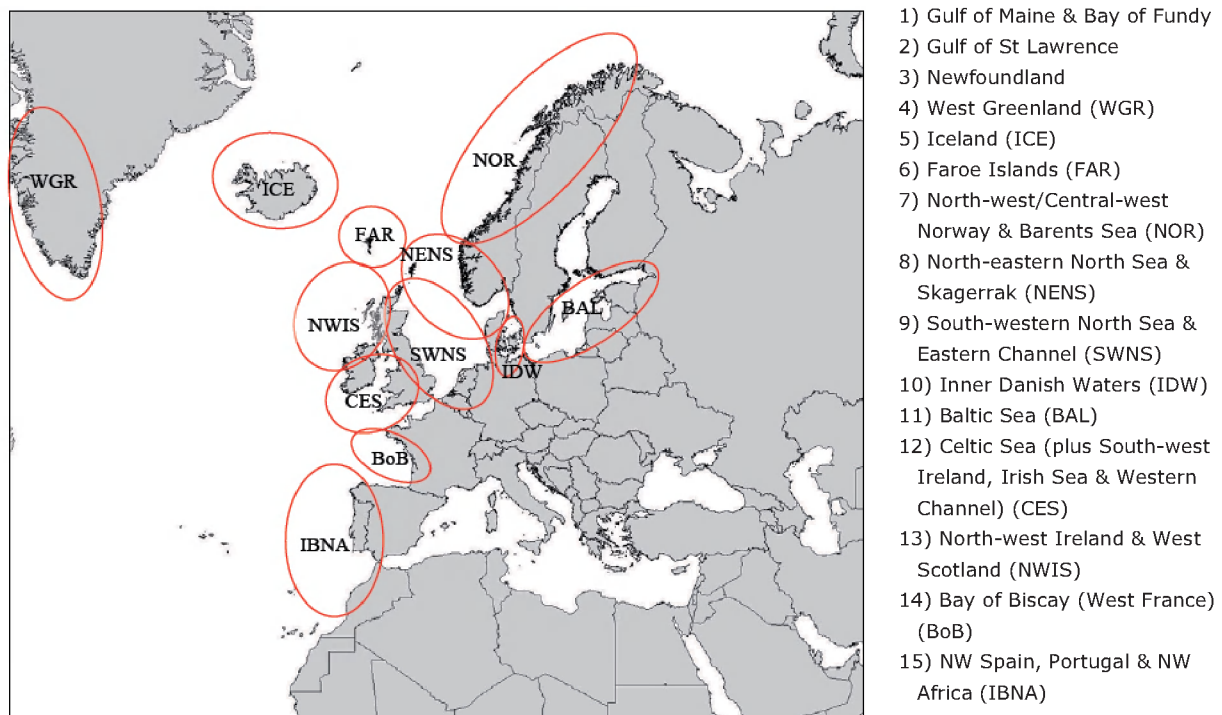 WGR
ICE
NOR
FAR
NENS
NWIS
BAL
SWNS
IDW
CES
BoB
IBNA
1) Gulf of Maine & Bay of Fundy
2) Gulf of St Lawrence
3) Newfoundland
4) West Greenland (WGR)
5) Iceland (ICE)
6) Faroe Islands (FAR)
7) North-west/Central-west
Norway & Barents Sea (NOR)
8) North-eastern North Sea &
Skagerrak (NENS)
9) South-western North Sea &
Eastern Channel (SWNS)
10) Inner Danish Waters (IDW)
11) Baltic Sea (BAL)
12) Celtic Sea (plus South-west
Ireland, Irish Sea & Western
Channel) (CES)
13) North-west Ireland & West
Scotland (NWIS)
14) Bay of Biscay (West France)
(BoB)
15) NW Spain, Portugal & NW
Africa (IBNA)